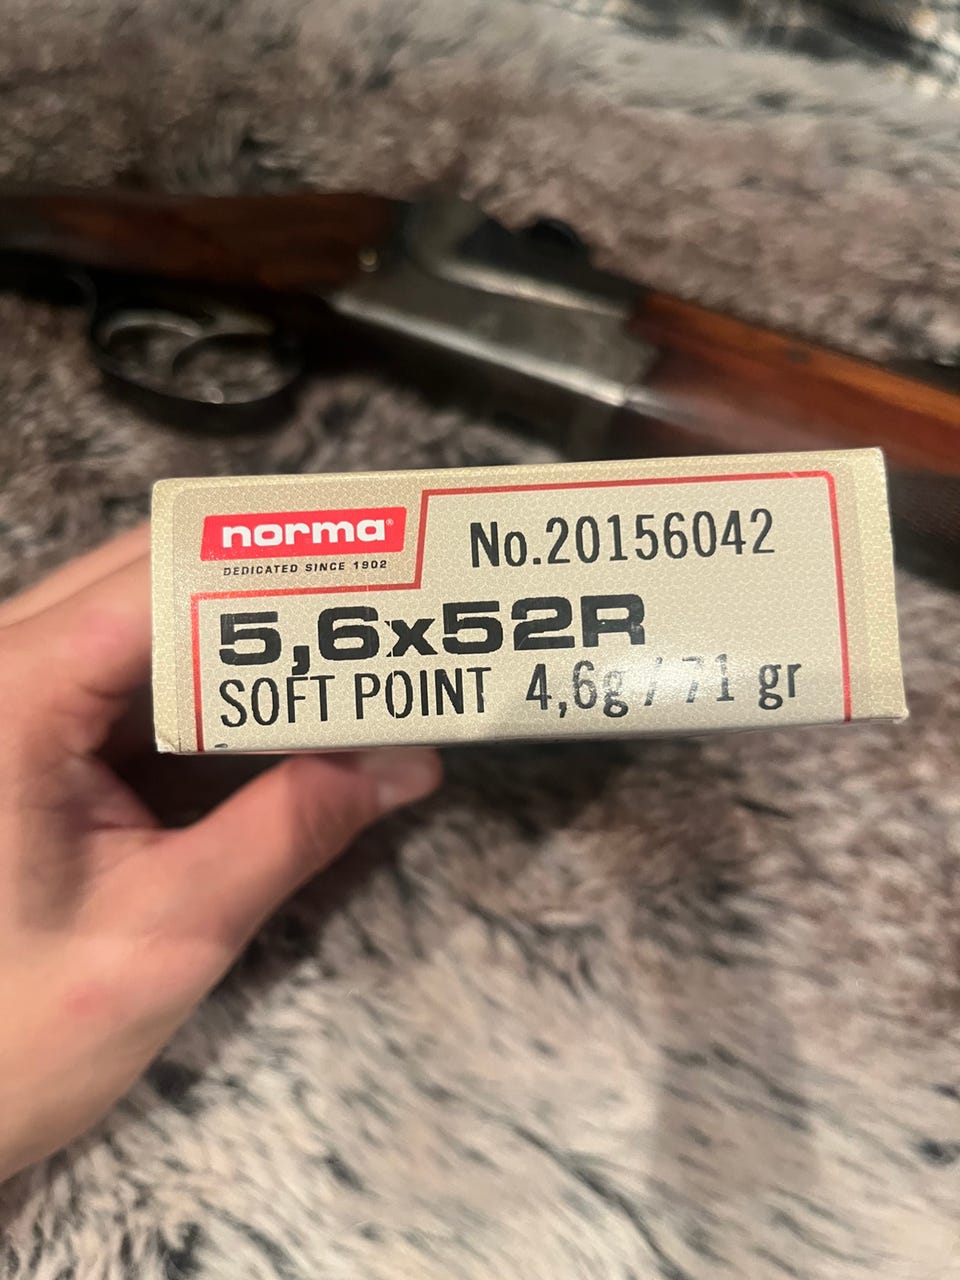 norma®
DEDICATED SINCE 1902
No.20156042
5,6x52R
SOFT POINT 4,6g / 71 gr